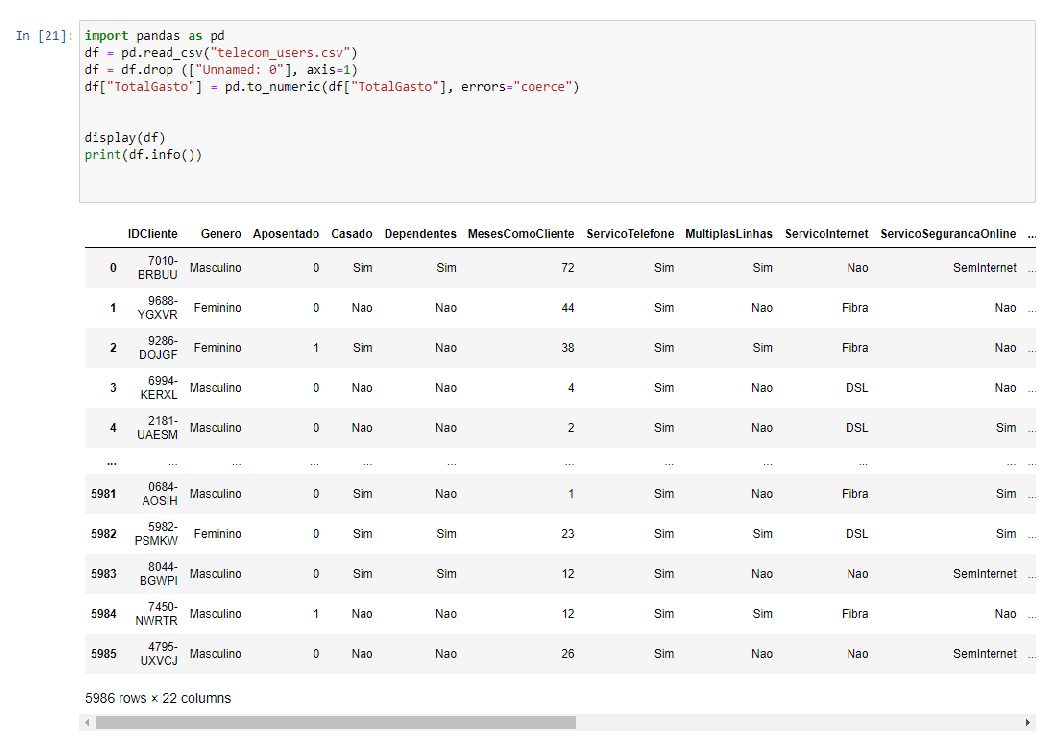 In [21]:
import pandas as pd
df = pd.read_csv("telecom_users.csv")
df = df.drop (["Unnamed: 0"], axis=1)
df["TotalGasto"] = pd.to_numeric(df["TotalGasto"], errors="coerce")
display(df)
print(df.info())
IDCliente Genero Aposentado Casado Dependentes MesesComoCliente ServicoTelefone MultiplasLinhas ServicoInternet ServicoSegurancaOnline ...
0 7010-BRBUU Masculino 0 Sim Sim 72 Sim Sim Nao SemInternet ...
1 9688-YGXVR Feminino 0 Nao Nao 44 Sim Nao Fibra Nao ...
2 9286-DOJGF Feminino 1 Sim Nao 38 Sim Sim Fibra Nao ...
3 6994-KERXL Masculino 0 Nao Nao 4 Sim Nao DSL Nao ...
4 2181-UAESM Masculino 0 Nao Nao 2 Sim Nao DSL Sim ...
... ... ... ... ... ... ... ... ... ... ... ...
5981 0684-AOSIH Masculino 0 Sim Nao 1 Sim Nao Fibra Sim ...
5982 5982-PSMKW Feminino 0 Sim Sim 23 Sim Sim DSL Sim ...
5983 8044-BGWPI Masculino 0 Sim Sim 12 Sim Nao Nao SemInternet ...
5984 7450-NWRTR Masculino 1 Nao Nao 12 Sim Sim Fibra Nao ...
5985 4795-UXVCJ Masculino 0 Nao Nao 26 Sim Nao Nao SemInternet ...
5986 rows × 22 columns